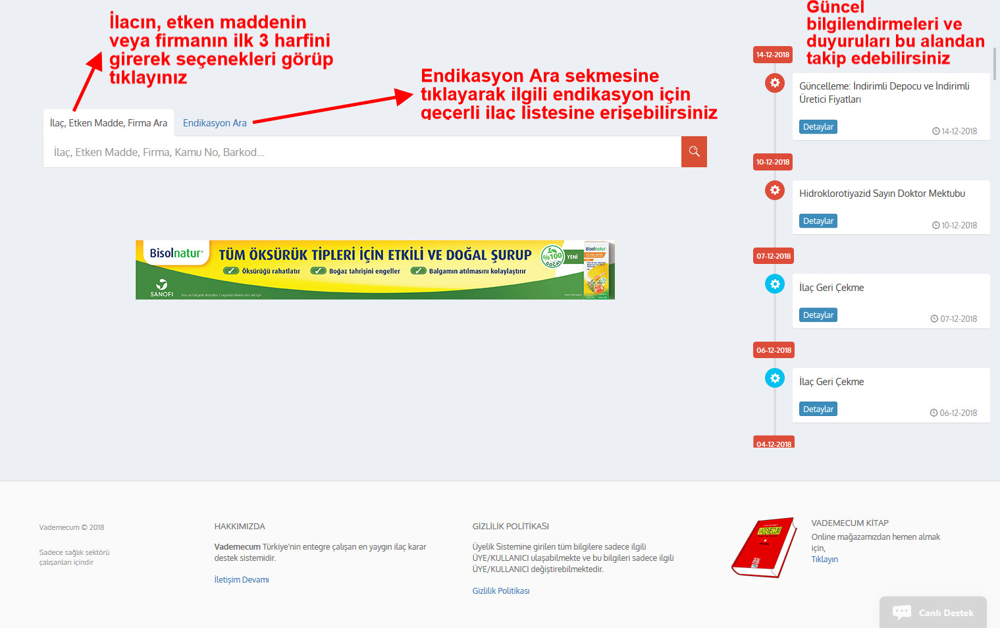 İlacın, etken maddenin
veya firmanın ilk 3 harfini
girerek seçenekleri görüp
tıklayınız
Endikasyon Ara sekmesine
tıklayarak ilgili endikasyon için
geçerli ilaç listesine erişebilirsiniz
İlaç, Etken Madde, Firma Ara
Endikasyon Ara
İlaç, Etken Madde, Firma, Kamu No, Barkod...
Bisolnatur
TÜM ÖKSÜRÜK TİPLERİ İÇİN ETKİLİ VE DOĞAL ŞURUP
Öksürüğü rahatlatır
Boğaz tahrişini engeller
Balgamın atılmasını kolaylaştırır
%100
DOĞAL
YENİ
Bisolnatur
SANOFI
Güncel
bilgilendirmeleri ve
duyuruları bu alandan
takip edebilirsiniz
14-12-2018
Güncelleme: İndirimli Depocu ve İndirimli
Üretici Fiyatları
Detaylar
14-12-2018
10-12-2018
Hidroklorotiyazid Sayın Doktor Mektubu
Detaylar
10-12-2018
07-12-2018
İlaç Geri Çekme
Detaylar
07-12-2018
06-12-2018
İlaç Geri Çekme
Detaylar
06-12-2018
04-12-2018
Vademecum © 2018
Sadece sağlık sektörü
çalışanları içindir
HAKKIMIZDA
Vademecum Türkiye'nin entegre çalışan en yaygın ilaç karar
destek sistemidir.
İletişim Devamı
GİZLİLİK POLİTİKASI
Üyelik Sistemine girilen tüm bilgilere sadece ilgili
ÜYE/KULLANICI ulaşabilmekte ve bu bilgileri sadece ilgili
ÜYE/KULLANICI değiştirebilmektedir.
Gizlilik Politikası
VADEMECUM
VADEMECUM KİTAP
Online mağazamızdan hemen almak
için,
Tıklayın
Canlı Destek